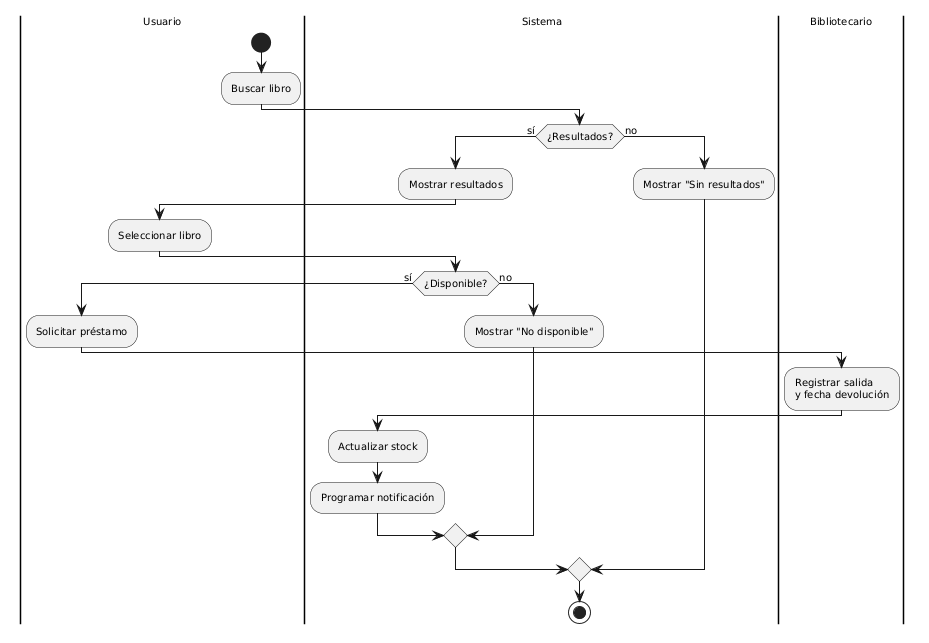 Usuario
Sistema
Bibliotecario
Buscar libro
¿Resultados?
sí
no
Mostrar resultados
Mostrar "Sin resultados"
Seleccionar libro
¿Disponible?
sí
no
Solicitar préstamo
Mostrar "No disponible"
Registrar salida
y fecha devolución
Actualizar stock
Programar notificación